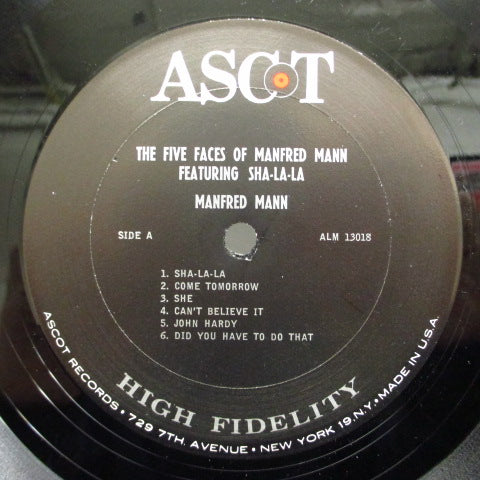 ASCOT
THE FIVE FACES OF MANFRED MANN
FEATURING SHA-LA-LA
MANFRED MANN
SIDE A
ALM 13018
1. SHA-LA-LA
2. COME TOMORROW
3. SHE
4. CAN'T BELIEVE IT
5. JOHN HARDY
6. DID YOU HAVE TO DO THAT
HIGH FIDELITY
ASCOT RECORDS • 729 7TH. AVENUE • NEW YORK 19, N.Y. • MADE IN U.S.A.